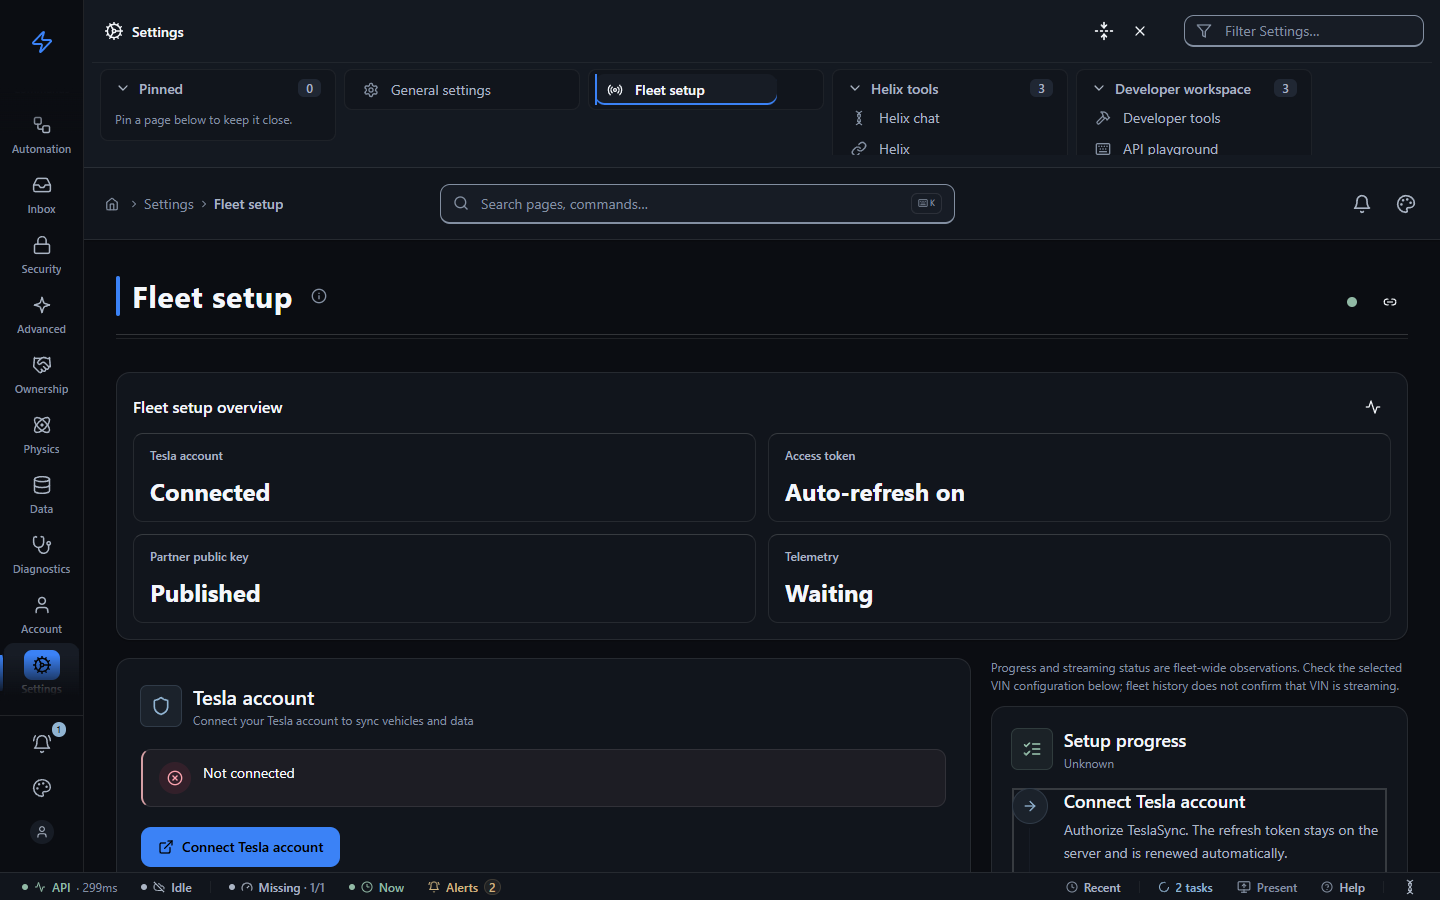 Settings
Filter Settings...
Pinned 0
Pin a page below to keep it close.
General settings
Fleet setup
Helix tools 3
Helix chat
Helix
Developer workspace 3
Developer tools
API playground
Automation
Inbox
Security
Advanced
Ownership
Physics
Data
Diagnostics
Account
Settings
1
Settings Fleet setup
Search pages, commands...
K
Fleet setup
Fleet setup overview
Tesla account
Connected
Access token
Auto-refresh on
Partner public key
Published
Telemetry
Waiting
Tesla account
Connect your Tesla account to sync vehicles and data
Not connected
Connect Tesla account
Progress and streaming status are fleet-wide observations. Check the selected
VIN configuration below; fleet history does not confirm that VIN is streaming.
Setup progress
Unknown
Connect Tesla account
Authorize TeslaSync. The refresh token stays on the
server and is renewed automatically.
API · 299ms Idle Missing · 1/1 Now Alerts 2 Recent 2 tasks Present Help